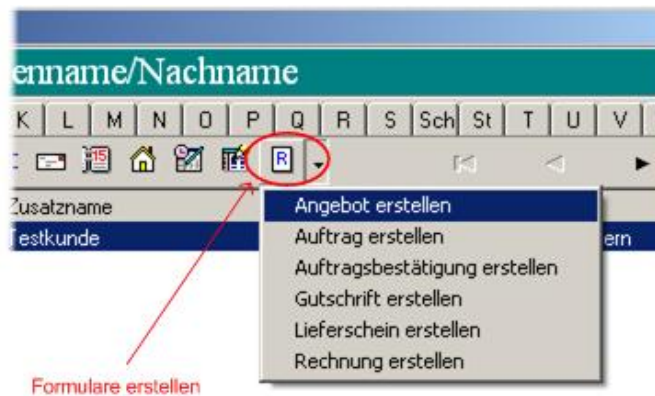 enname/Nachname
K L M N O P Q R S Sch St T U V
15 R
Zusatzname
Testkunde ern
Angebot erstellen
Auftrag erstellen
Auftragsbestätigung erstellen
Gutschrift erstellen
Lieferschein erstellen
Rechnung erstellen
Formulare erstellen